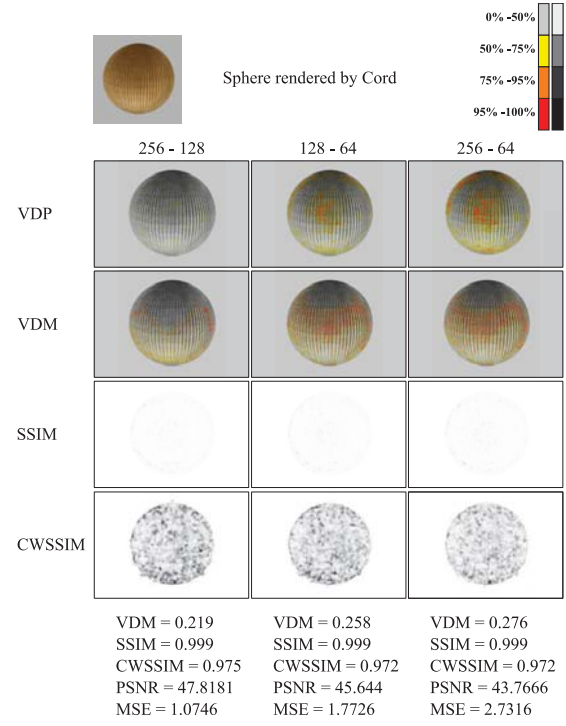 0% -50%
50% -75%
75% -95%
95% -100%
Sphere rendered by Cord
256 - 128
128 - 64
256 - 64
VDP
VDM
SSIM
CWSSIM
VDM = 0.219
SSIM = 0.999
CWSSIM = 0.975
PSNR = 47.8181
MSE = 1.0746
VDM = 0.258
SSIM = 0.999
CWSSIM = 0.972
PSNR = 45.644
MSE = 1.7726
VDM = 0.276
SSIM = 0.999
CWSSIM = 0.972
PSNR = 43.7666
MSE = 2.7316